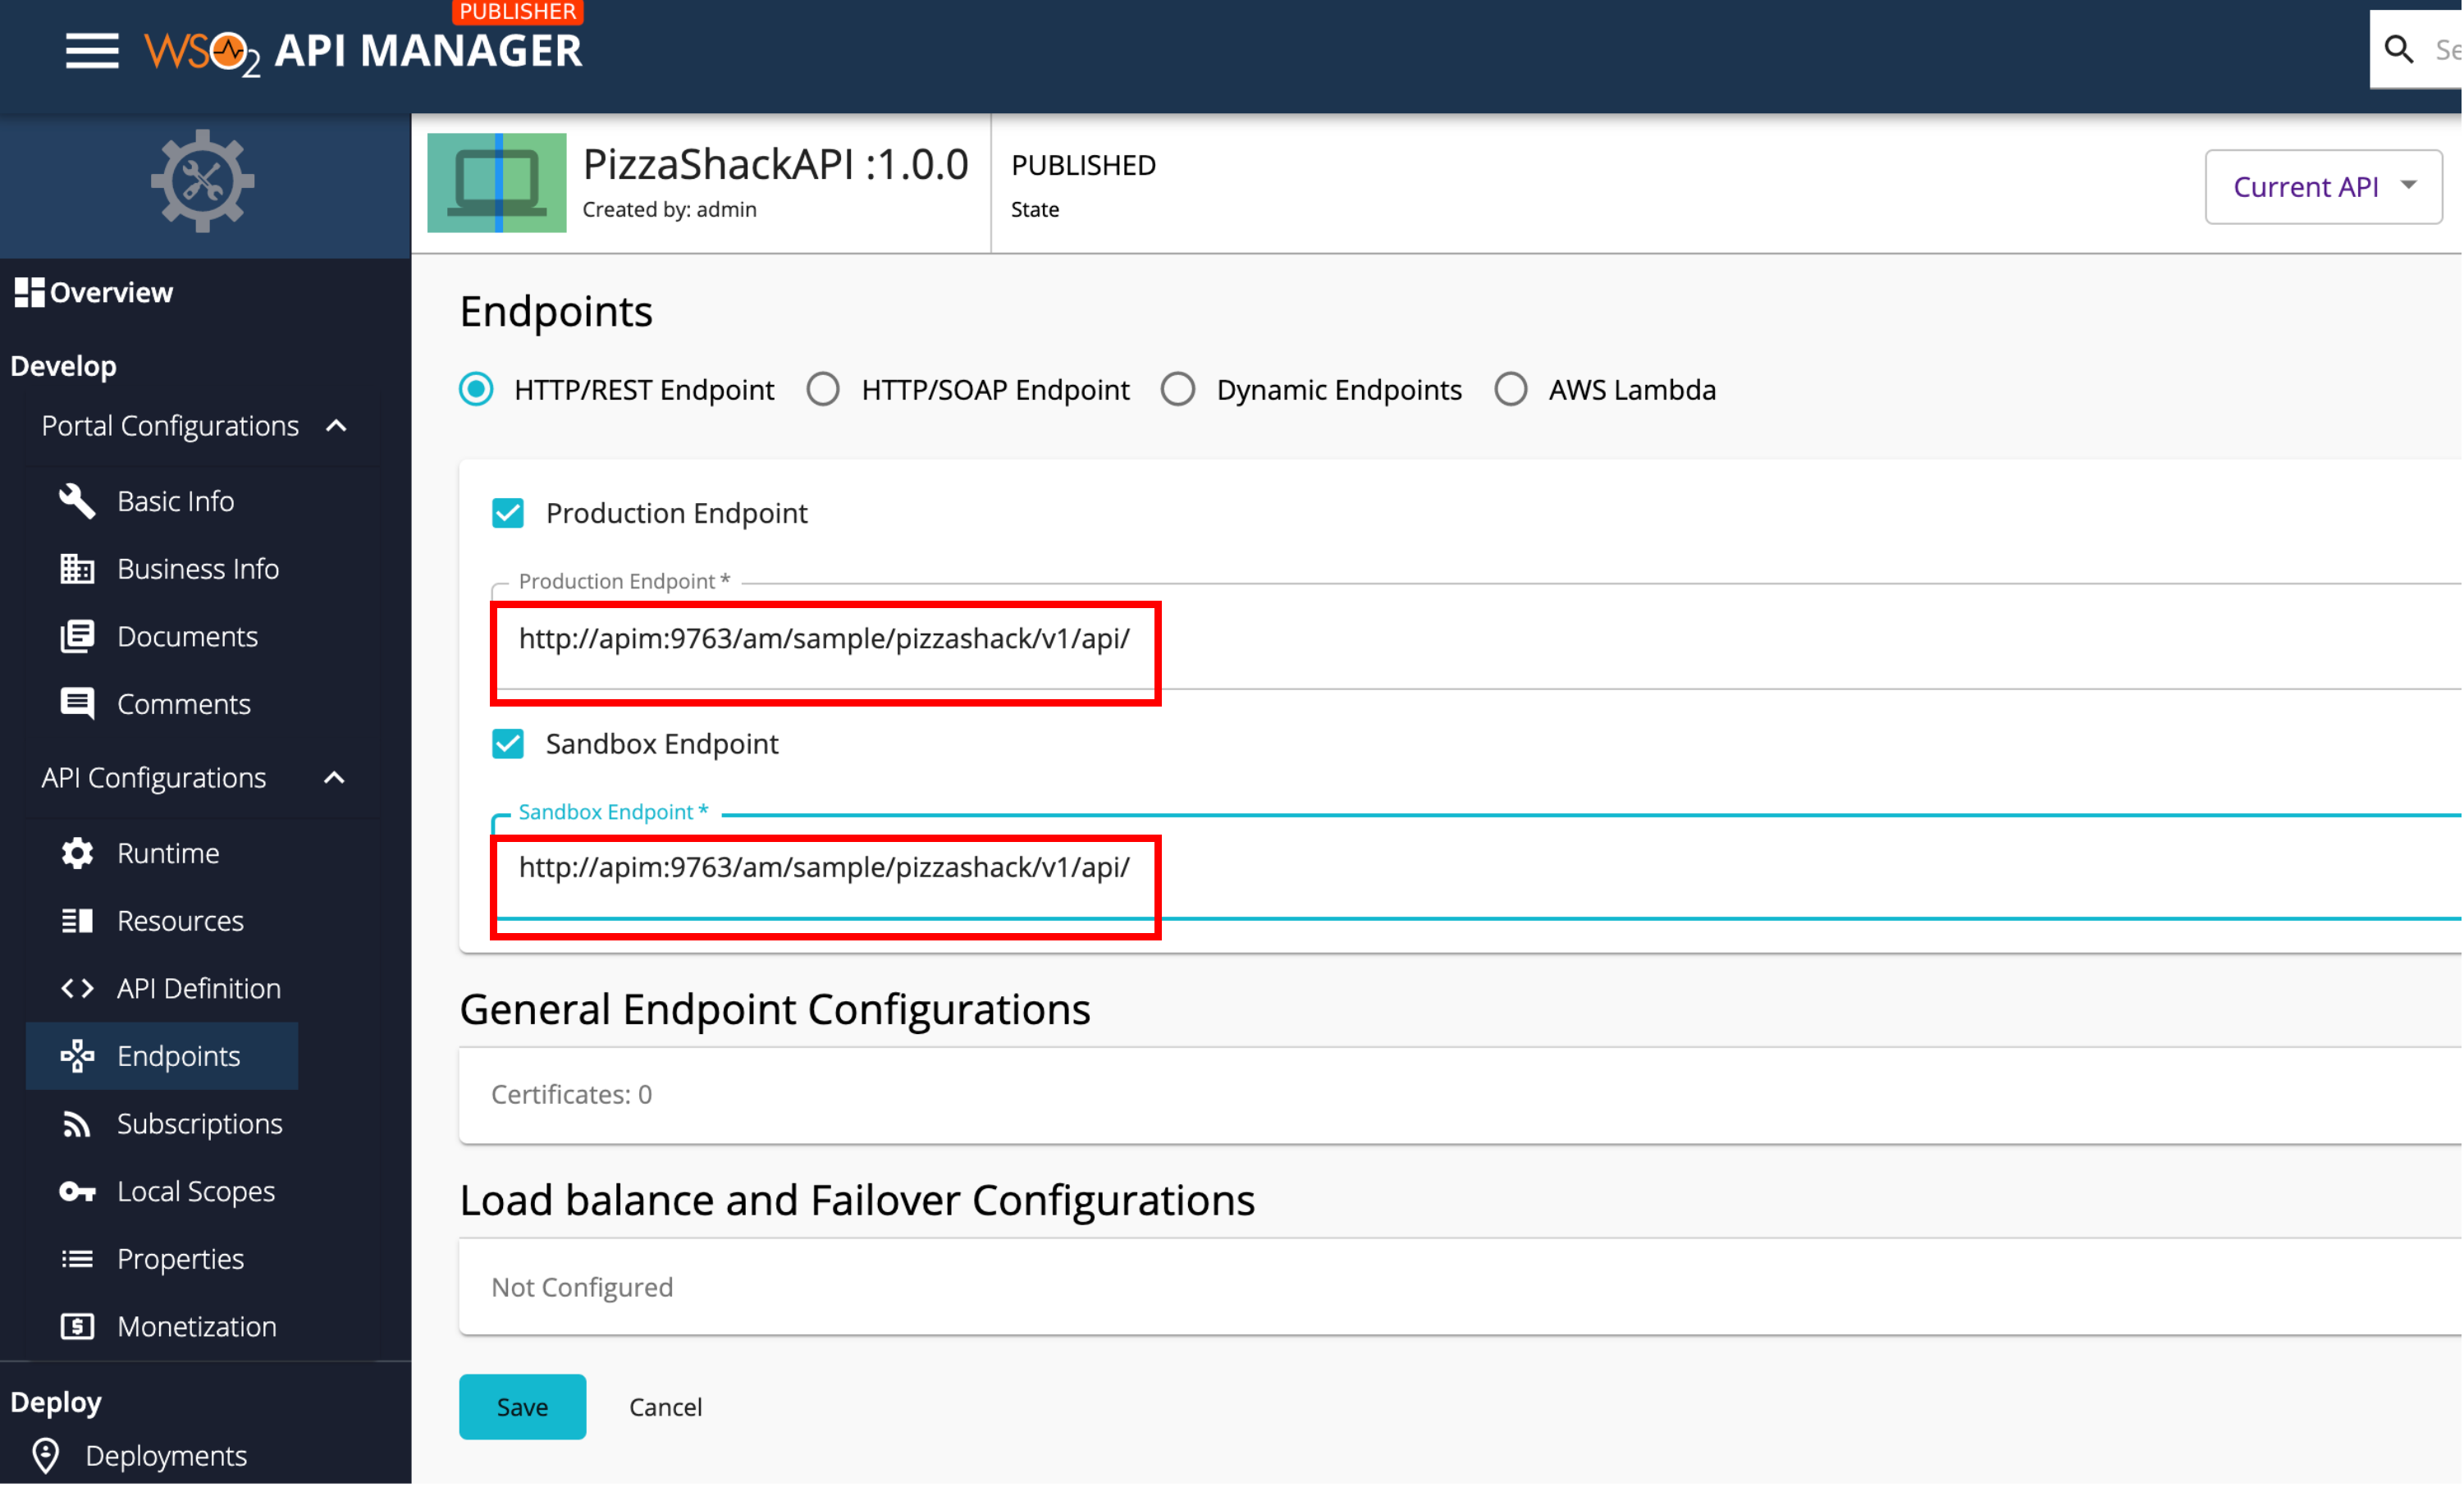 PUBLISHER
WSO2 API MANAGER
Se
PizzaShackAPI :1.0.0
Created by: admin
PUBLISHED
State
Current API
Overview
Develop
Portal Configurations
Basic Info
Business Info
Documents
Comments
API Configurations
Runtime
Resources
API Definition
Endpoints
Subscriptions
Local Scopes
Properties
Monetization
Deploy
Deployments
Endpoints
HTTP/REST Endpoint HTTP/SOAP Endpoint Dynamic Endpoints AWS Lambda
Production Endpoint
Production Endpoint *
http://apim:9763/am/sample/pizzashack/v1/api/
Sandbox Endpoint
Sandbox Endpoint *
http://apim:9763/am/sample/pizzashack/v1/api/
General Endpoint Configurations
Certificates: 0
Load balance and Failover Configurations
Not Configured
Save Cancel